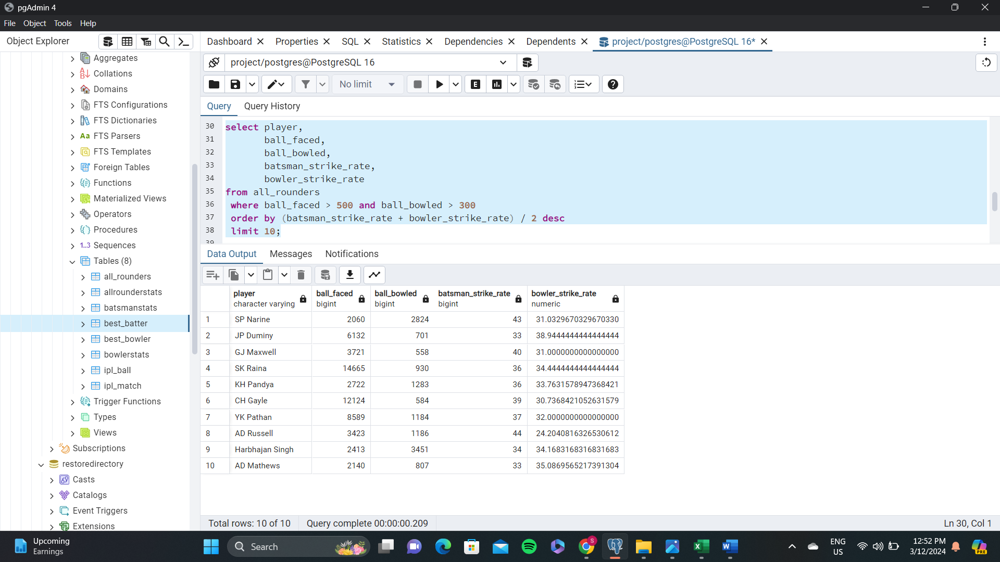 pgAdmin 4
File Object Tools Help
Object Explorer
Dashboard Properties SQL Statistics Dependencies Dependents project/postgres@PostgreSQL 16*
Aggregates
Collations
Domains
FTS Configurations
FTS Dictionaries
Aa FTS Parsers
FTS Templates
Foreign Tables
Functions
Materialized Views
Operators
Procedures
1..3 Sequences
Tables (8)
all_rounders
allrounderstats
batsmanstats
best_batter
best_bowler
bowlerstats
ipl_ball
ipl_match
Trigger Functions
Types
Views
Subscriptions
restoredirectory
Casts
Catalogs
Event Triggers
Extensions
project/postgres@PostgreSQL 16
No limit
E
Query Query History
30 select player,
31 ball_faced,
32 ball_bowled,
33 batsman_strike_rate,
34 bowler_strike_rate
35 from all_rounders
36 where ball_faced > 500 and ball_bowled > 300
37 order by (batsman_strike_rate + bowler_strike_rate) / 2 desc
38 limit 10;
39
Data Output Messages Notifications
player ball_faced ball_bowled batsman_strike_rate bowler_strike_rate
character varying bigint bigint bigint numeric
1 SP Narine 2060 2824 43 31.0329670329670330
2 JP Duminy 6132 701 33 38.9444444444444444
3 GJ Maxwell 3721 558 40 31.0000000000000000
4 SK Raina 14665 930 36 34.4444444444444444
5 KH Pandya 2722 1283 36 33.7631578947368421
6 CH Gayle 12124 584 39 30.7368421052631579
7 YK Pathan 8589 1184 37 32.0000000000000000
8 AD Russell 3423 1186 44 24.2040816326530612
9 Harbhajan Singh 2413 3451 34 34.1683168316831683
10 AD Mathews 2140 807 33 35.0869565217391304
Total rows: 10 of 10 Query complete 00:00:00.209 Ln 30, Col 1
Upcoming
Earnings
Search
S
ENG
US
12:52 PM
3/12/2024
PRE